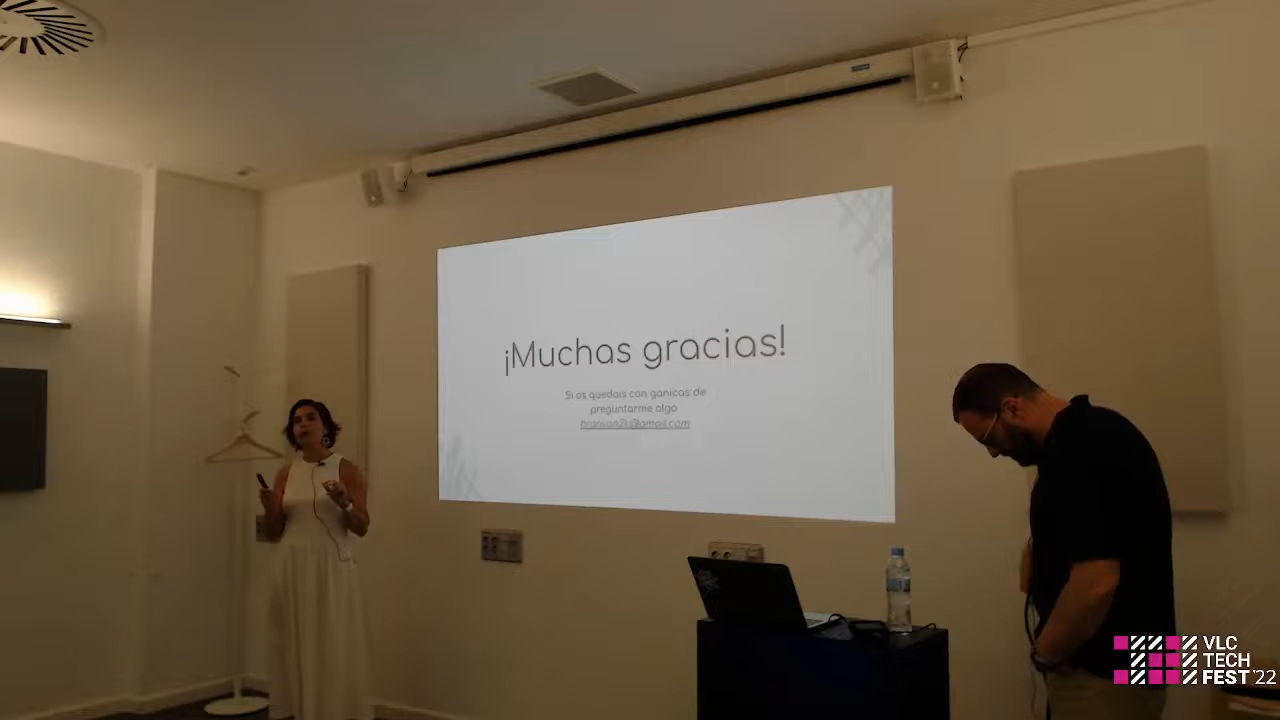 ¡Muchas gracias!
Si os quedais con ganicas de
preguntarme algo
VLC
TECH
FEST'22